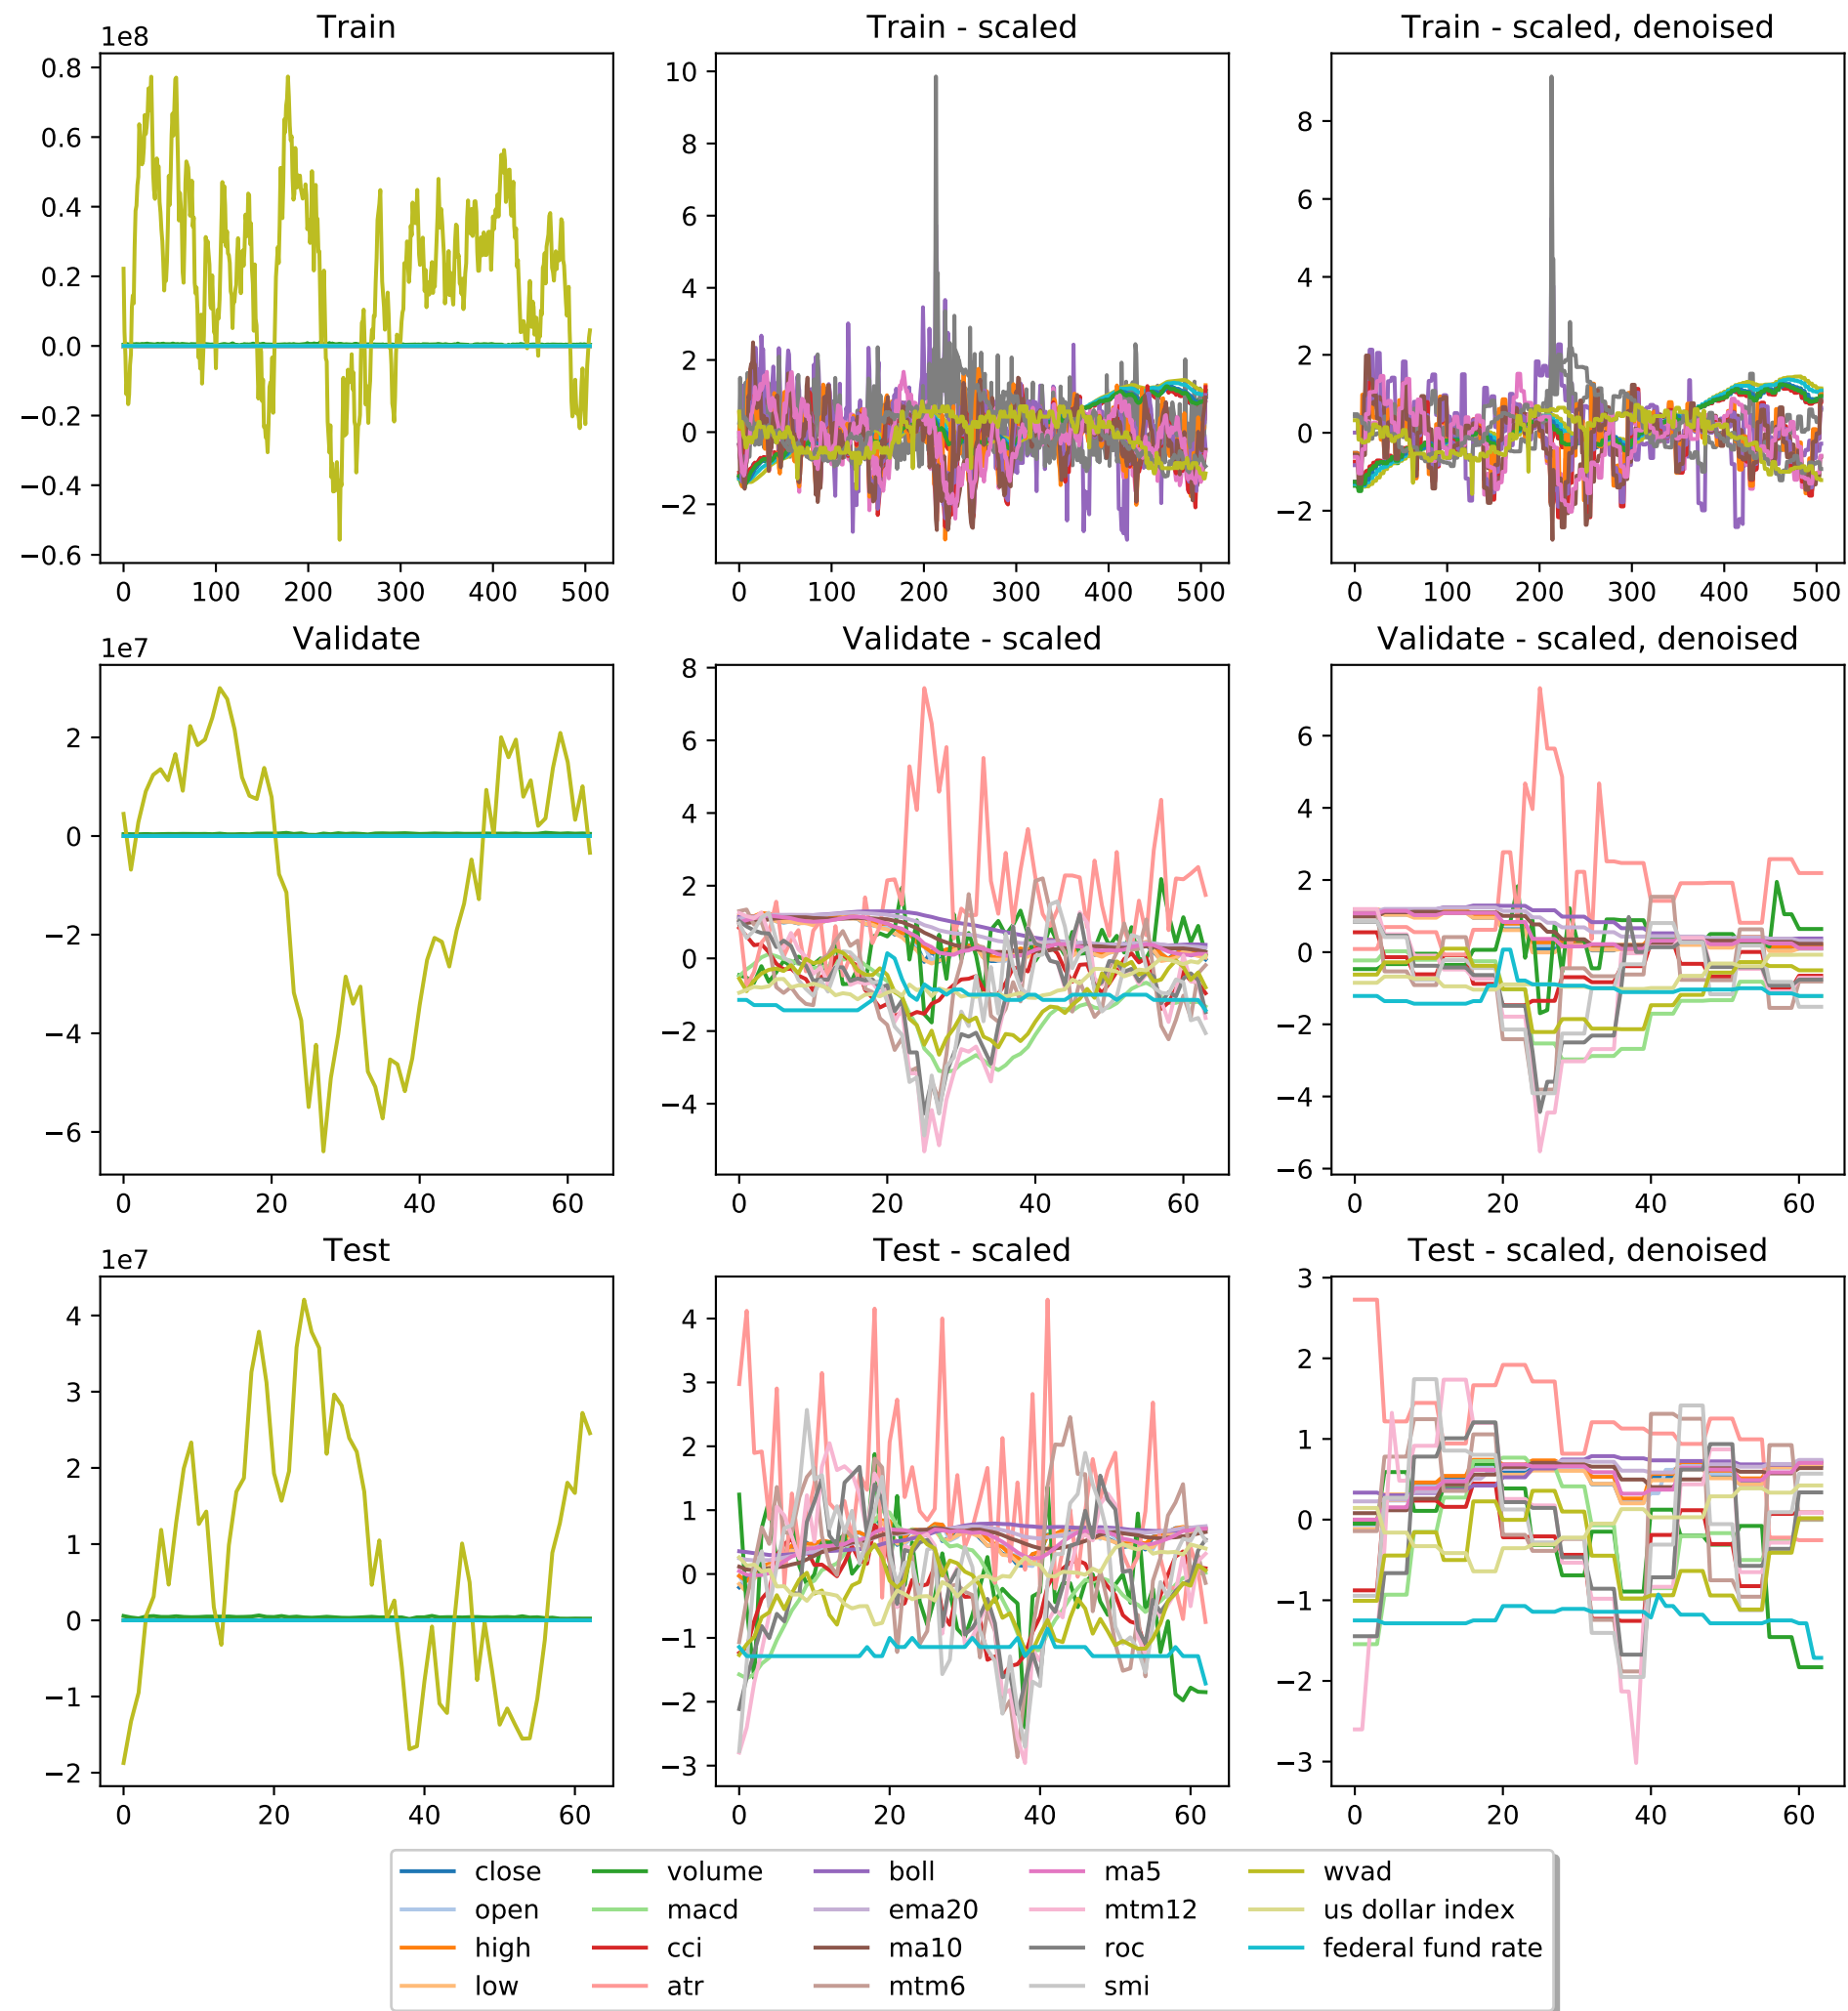 Train
Train - scaled
Train - scaled, denoised
1e8
0.8
0.6
0.4
0.2
0.0
−0.2
−0.4
−0.6
0 100 200 300 400 500
10
8
6
4
2
0
−2
0 100 200 300 400 500
8
6
4
2
0
−2
0 100 200 300 400 500
Validate
Validate - scaled
Validate - scaled, denoised
1e7
2
0
−2
−4
−6
0 20 40 60
8
6
4
2
0
−2
−4
0 20 40 60
6
4
2
0
−2
−4
−6
0 20 40 60
Test
Test - scaled
Test - scaled, denoised
1e7
4
3
2
1
0
−1
−2
0 20 40 60
4
3
2
1
0
−1
−2
−3
0 20 40 60
3
2
1
0
−1
−2
−3
0 20 40 60
close
open
high
low
volume
macd
cci
atr
boll
ema20
ma10
mtm6
ma5
mtm12
roc
smi
wvad
us dollar index
federal fund rate